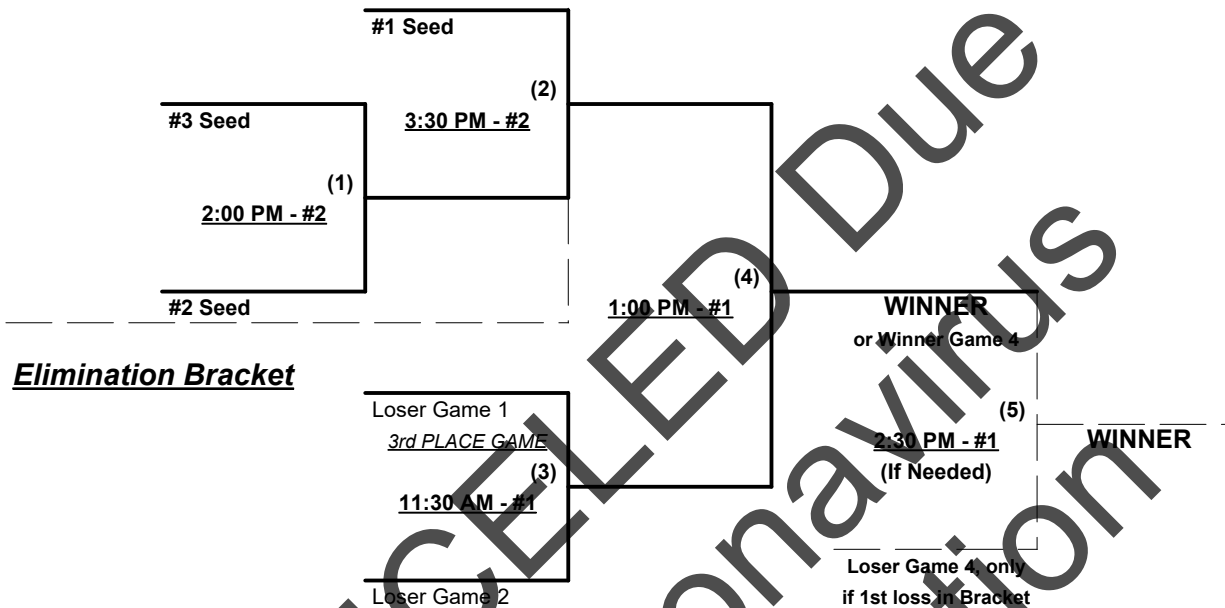 #1 Seed
(2)
#3 Seed
3:30 PM - #2
(1)
2:00 PM - #2
#2 Seed
(4)
1:00 PM - #1
WINNER
or Winner Game 4
Elimination Bracket
Loser Game 1
3rd PLACE GAME
(3)
11:30 AM - #1
Loser Game 2
(5)
2:30 PM - #1
(If Needed)
WINNER
Loser Game 4, only
if 1st loss in Bracket
CELED Due
onavirus
tion